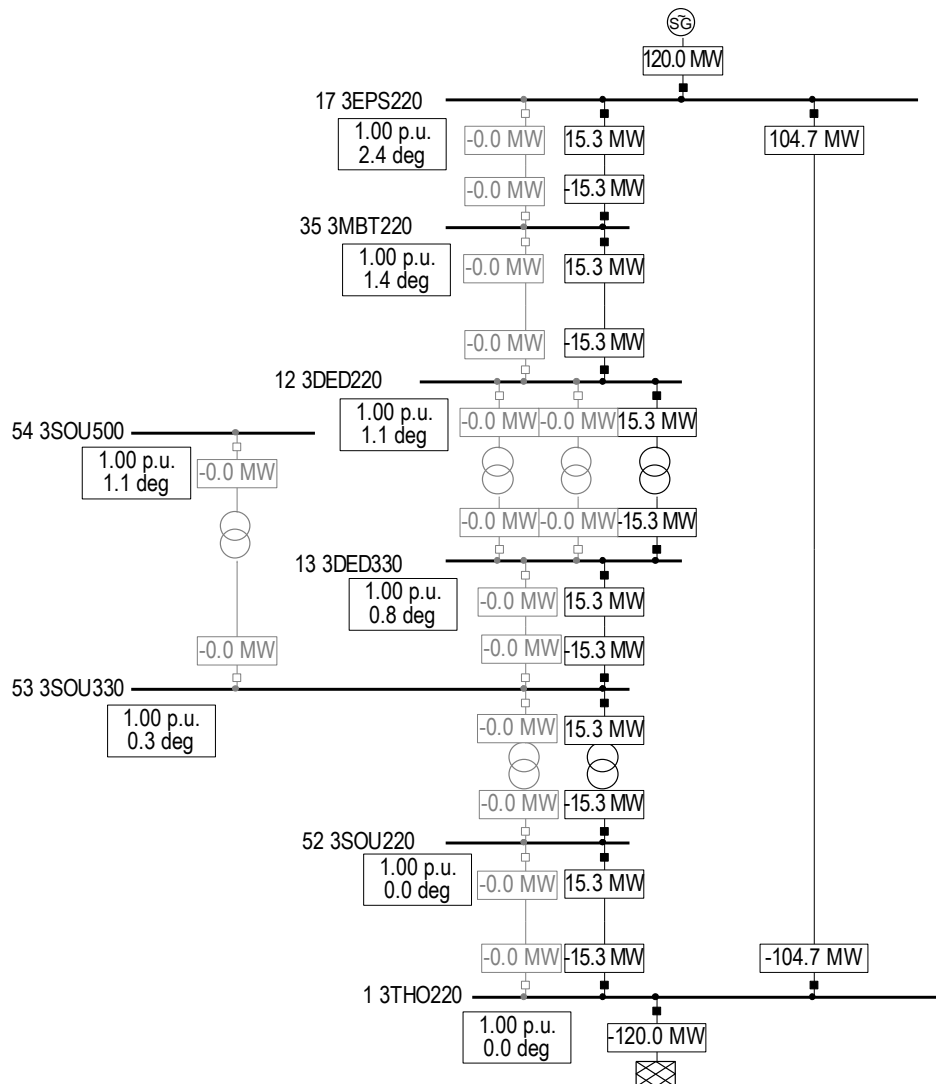 SG
120.0 MW
17 3EPS220
1.00 p.u.
2.4 deg
-0.0 MW 15.3 MW 104.7 MW
-0.0 MW -15.3 MW
35 3MBT220
1.00 p.u.
1.4 deg
-0.0 MW 15.3 MW
-0.0 MW -15.3 MW
12 3DED220
1.00 p.u.
1.1 deg
-0.0 MW -0.0 MW 15.3 MW
54 3SOU500
1.00 p.u.
1.1 deg
-0.0 MW
-0.0 MW -0.0 MW -15.3 MW
13 3DED330
1.00 p.u.
0.8 deg
-0.0 MW 15.3 MW
-0.0 MW -0.0 MW -15.3 MW
53 3SOU330
1.00 p.u.
0.3 deg
-0.0 MW 15.3 MW
-0.0 MW -15.3 MW
52 3SOU220
1.00 p.u.
0.0 deg
-0.0 MW 15.3 MW
-0.0 MW -15.3 MW -104.7 MW
1 3THO220
1.00 p.u.
0.0 deg
-120.0 MW